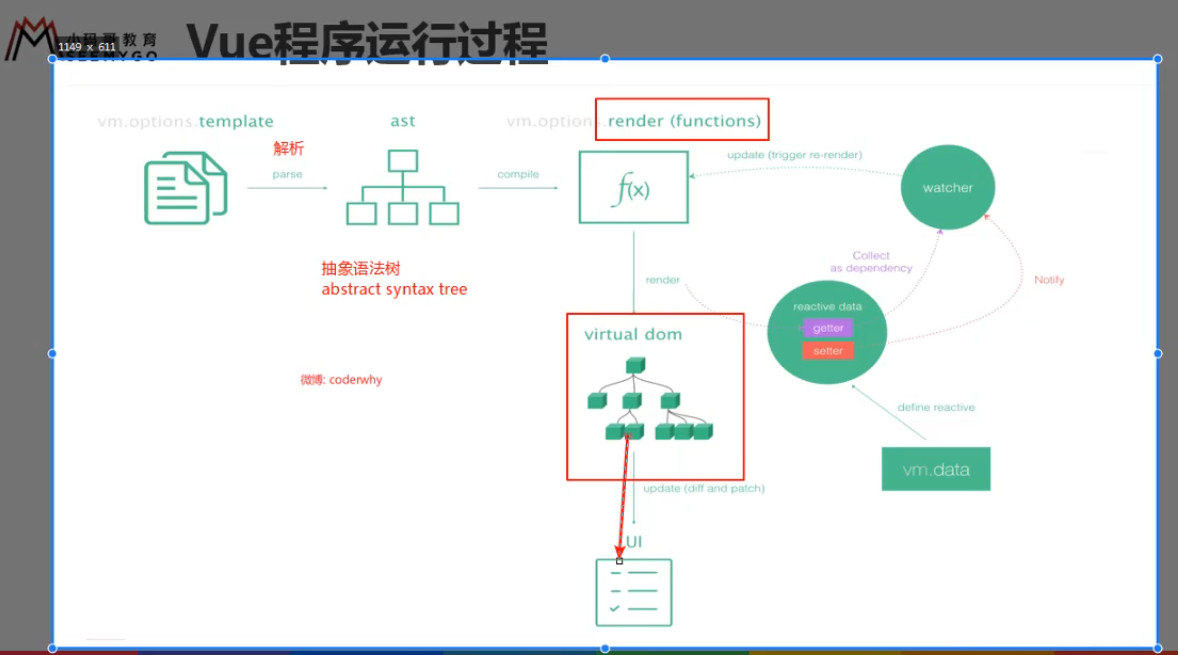 小码哥教育
SEEMYGO
Vue程序运行过程
1149 x 611
vm.options.template
ast
vm.option
render (functions)
解析
parse
compile
f(x)
update (trigger re-render)
watcher
Collect
as dependency
Notify
抽象语法树
abstract syntax tree
render
reactive data
getter
setter
virtual dom
微博: coderwhy
define reactive
vm.data
update (diff and patch)
UI